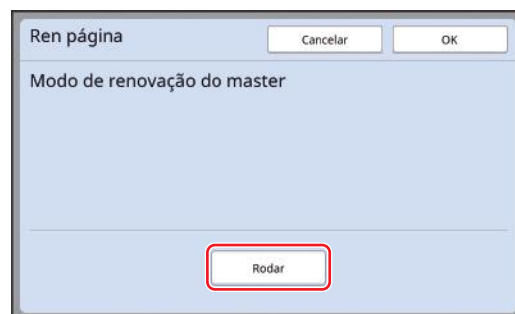 Ren página
Cancelar
OK
Modo de renovação do master
Rodar